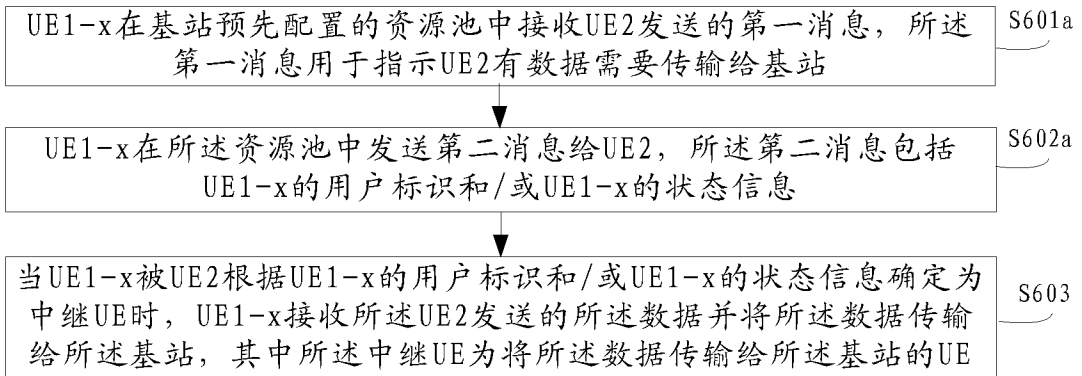 UE1-x在基站预先配置的资源池中接收UE2发送的第一消息，所述
第一消息用于指示UE2有数据需要传输给基站
S601a
UE1-x在所述资源池中发送第二消息给UE2，所述第二消息包括
UE1-x的用户标识和/或UE1-x的状态信息
S602a
当UE1-x被UE2根据UE1-x的用户标识和/或UE1-x的状态信息确定为
中继UE时，UE1-x接收所述UE2发送的所述数据并将所述数据传输
给所述基站，其中所述中继UE为将所述数据传输给所述基站的UE
S603